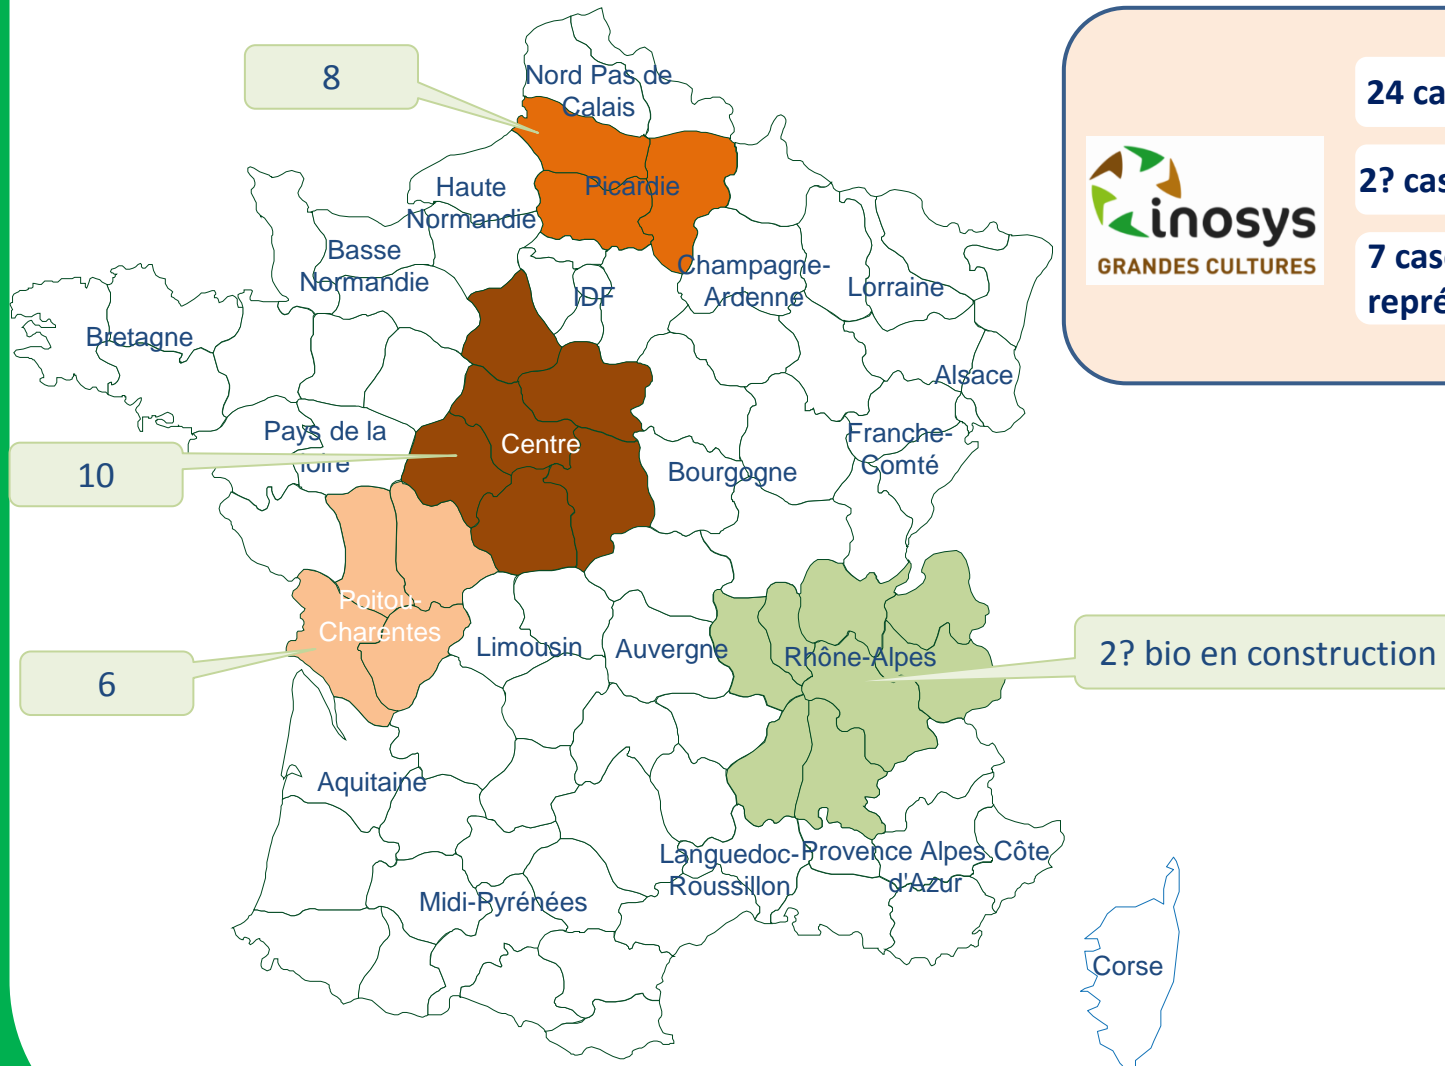 8
Nord Pas de
Calais
24 ca
2? cas
inosys
GRANDES CULTURES
7 cas
repré
Haute
Normandie
Picardie
Basse
Normandie
IDF
Champagne-
Ardenne
Lorraine
Bretagne
Alsace
Pays de la
loire
Centre
Franche-
Comté
Bourgogne
10
Poitou-
Charentes
Limousin
Auvergne
Rhône-Alpes
2? bio en construction
6
Aquitaine
Languedoc-
Roussillon
Provence Alpes Côte
d'Azur
Midi-Pyrénées
Corse